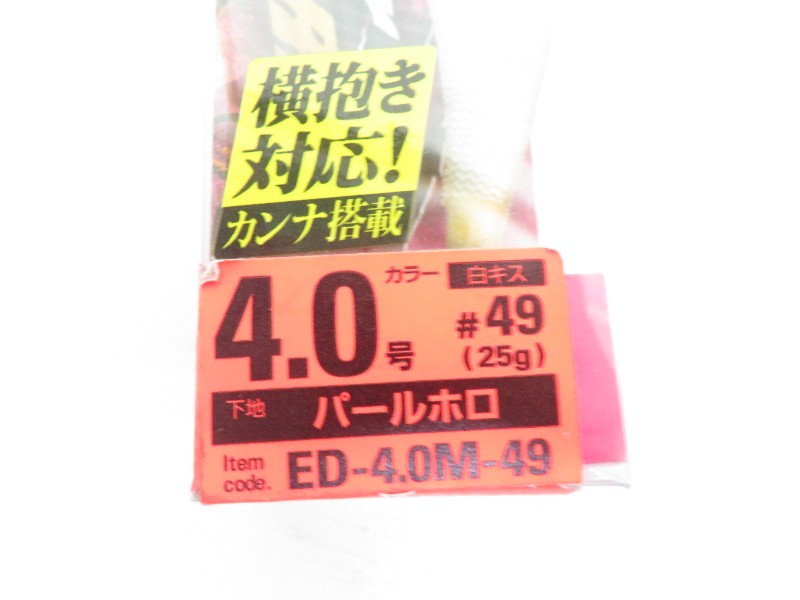 横抱き
対応!
カンナ搭載
4.0号
カラー 白キス
#49
(25g)
下地 パールホロ
Item code. ED-4.0M-49